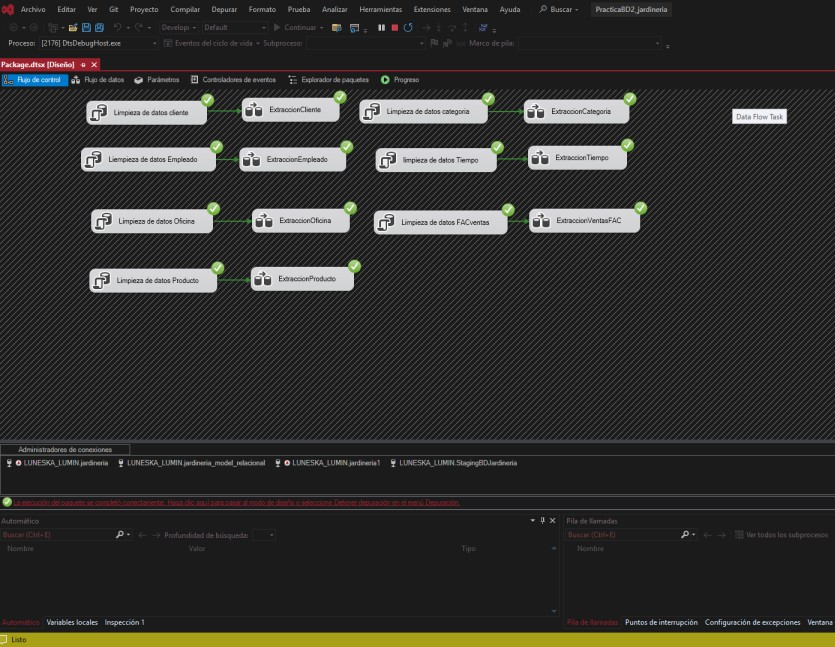 Archivo Editar Ver Git Proyecto Compilar Depurar Formato Prueba Analizar Herramientas Extensiones Ventana Ayuda Buscar PracticaBD2_jardineria
Develop Default Continuar
Proceso: [2176] DtsDebugHost.exe Eventos del ciclo de vida Subproceso: Marco de pila:
Package.dtsx [Diseño]
Flujo de control Flujo de datos Parámetros Controladores de eventos Explorador de paquetes Progreso
Limpieza de datos cliente ExtraccionCliente Limpieza de datos categoria ExtraccionCategoria
Data Flow Task
Liempieza de datos Empleado ExtraccionEmpleado limpieza de datos Tiempo ExtraccionTiempo
Limpieza de datos Oficina ExtraccionOficina Limpieza de datos FACventas ExtraccionVentasFAC
Limpieza de datos Producto ExtraccionProducto
Administradores de conexiones
LUNESKA_LUMIN.jardineria LUNESKA_LUMIN.jardineria_model_relacional LUNESKA_LUMIN.jardineria1 LUNESKA_LUMIN.StagingBDJardineria
La ejecución del paquete se completó correctamente. Haga clic aquí para pasar al modo de diseño o seleccione Detener depuración en el menú Depuración.
Automático Pila de llamadas
Buscar (Ctrl+E) Profundidad de búsqueda: Buscar (Ctrl+E) Ver todos los subprocesos
Nombre Valor Tipo Nombre
Automático Variables locales Inspección 1 Pila de llamadas Puntos de interrupción Configuración de excepciones Ventana
Listo